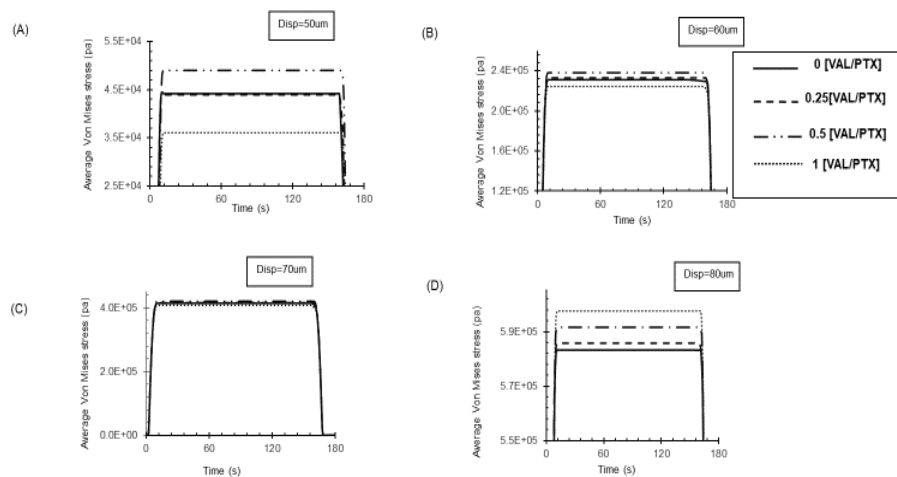 (A)
Disp=50um
Average Von Mises stress (pa)
5.5E+04
4.5E+04
3.5E+04
2.5E+04
0 60 120 180
Time (s)
(B)
Disp=60um
Average Von Mises stress (pa)
2.4E+05
2.0E+05
1.6E+05
1.2E+05
0 60 120 180
Time (s)
0 [VAL/PTX]
0.25[VAL/PTX]
0.5 [VAL/PTX]
1 [VAL/PTX]
(C)
Disp=70um
Average Von Mises stress (pa)
4.0E+05
2.0E+05
0.0E+00
0 60 120 180
Time (s)
(D)
Disp=80um
Average Von Mises stress (pa)
5.9E+05
5.7E+05
5.5E+05
0 60 120 180
Time (s)